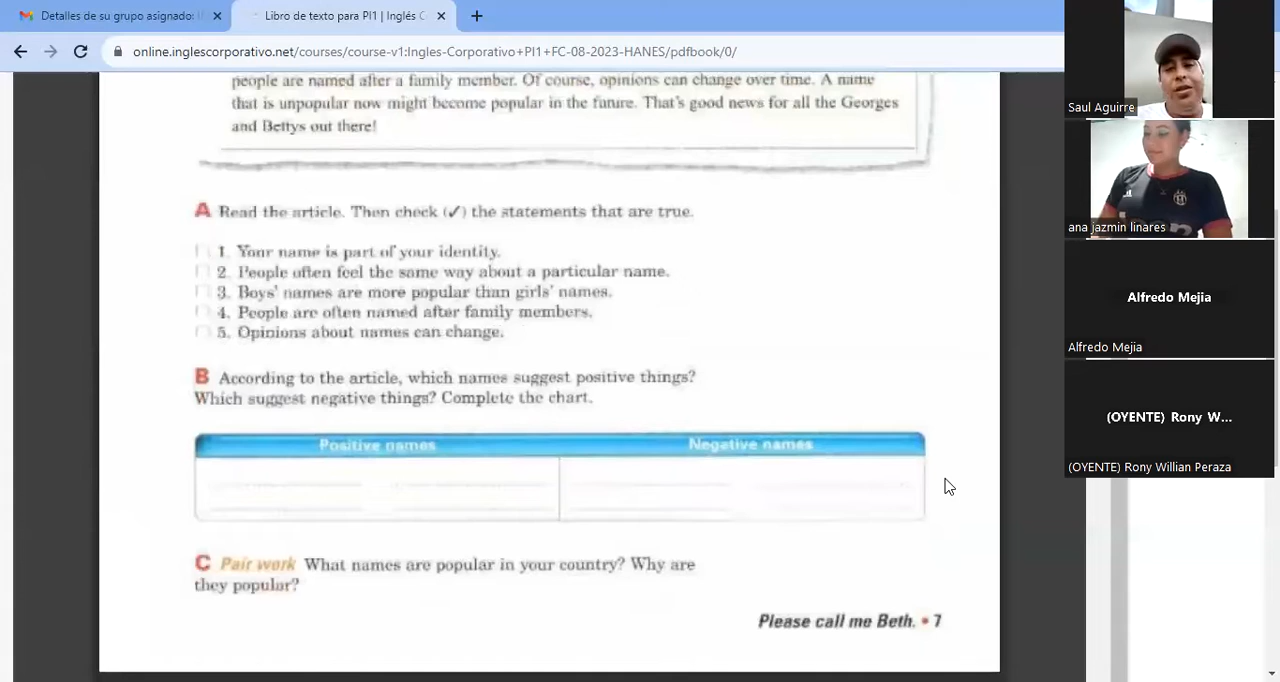 Detalles de su grupo asignado:
Libro de texto para PI1 | Inglés C
online.inglescorporativo.net/courses/course-v1:Ingles-Corporativo+PI1+FC-08-2023-HANES/pdfbook/0/
people are named after a family member. Of course, opinions can change over time. A name
that is unpopular now might become popular in the future. That's good news for all the Georges
and Bettys out there!
A Read the article. Then check (✓) the statements that are true.
1. Your name is part of your identity.
2. People often feel the same way about a particular name.
3. Boys' names are more popular than girls' names.
4. People are often named after family members.
5. Opinions about names can change.
B According to the article, which names suggest positive things?
Which suggest negative things? Complete the chart.
Positive names Negative names
C Pair work What names are popular in your country? Why are
they popular?
Please call me Beth. • 7
Saul Aguirre
ana jazmin linares
Alfredo Mejia
Alfredo Mejia
(OYENTE) Rony W...
(OYENTE) Rony Willian Peraza